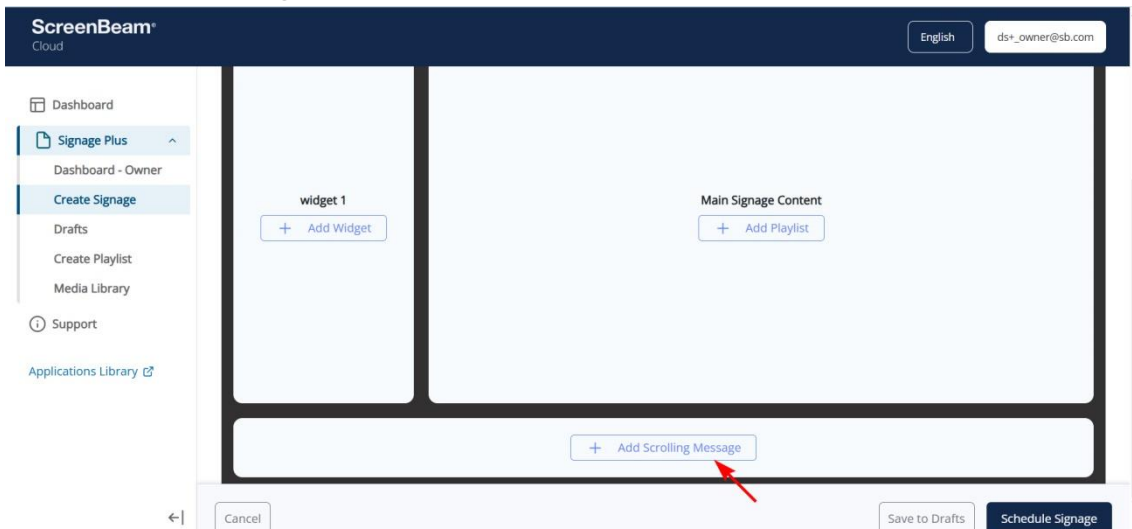 ScreenBeam®
Cloud
English
ds+_owner@sb.com
Dashboard
Signage Plus
Dashboard - Owner
Create Signage
Drafts
Create Playlist
Media Library
Support
Applications Library
widget 1
+ Add Widget
Main Signage Content
+ Add Playlist
+ Add Scrolling Message
Cancel
Save to Drafts
Schedule Signage